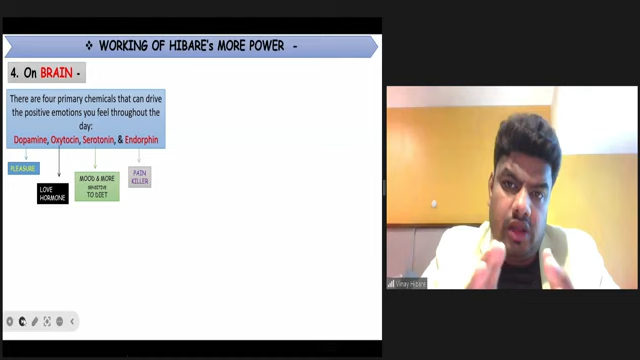 ❖ WORKING OF HIBARE's MORE POWER -
4. On BRAIN -
There are four primary chemicals that can drive
the positive emotions you feel throughout the
day:
Dopamine, Oxytocin, Serotonin, & Endorphin
PLEASURE
LOVE
HORMONE
MOOD & MORE
SENSITIVE
TO DIET
PAIN
KILLER
Vinay Hibare